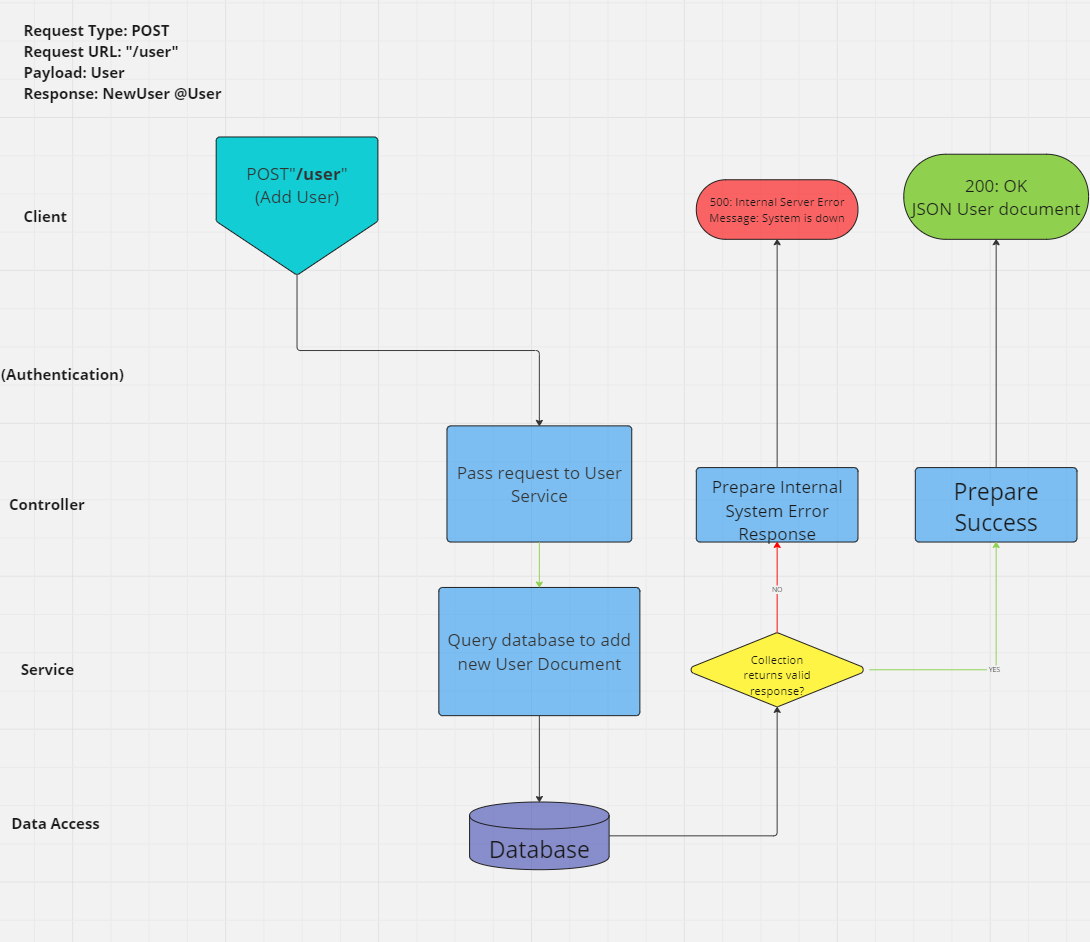 Request Type: POST
Request URL: "/user"
Payload: User
Response: NewUser @User
POST"/user"
(Add User)
500: Internal Server Error
Message: System is down
200: OK
JSON User document
Client
(Authentication)
Controller
Pass request to User
Service
Prepare Internal
System Error
Response
Prepare
Success
NO
Service
Query database to add
new User Document
Collection
returns valid
response?
YES
Data Access
Database